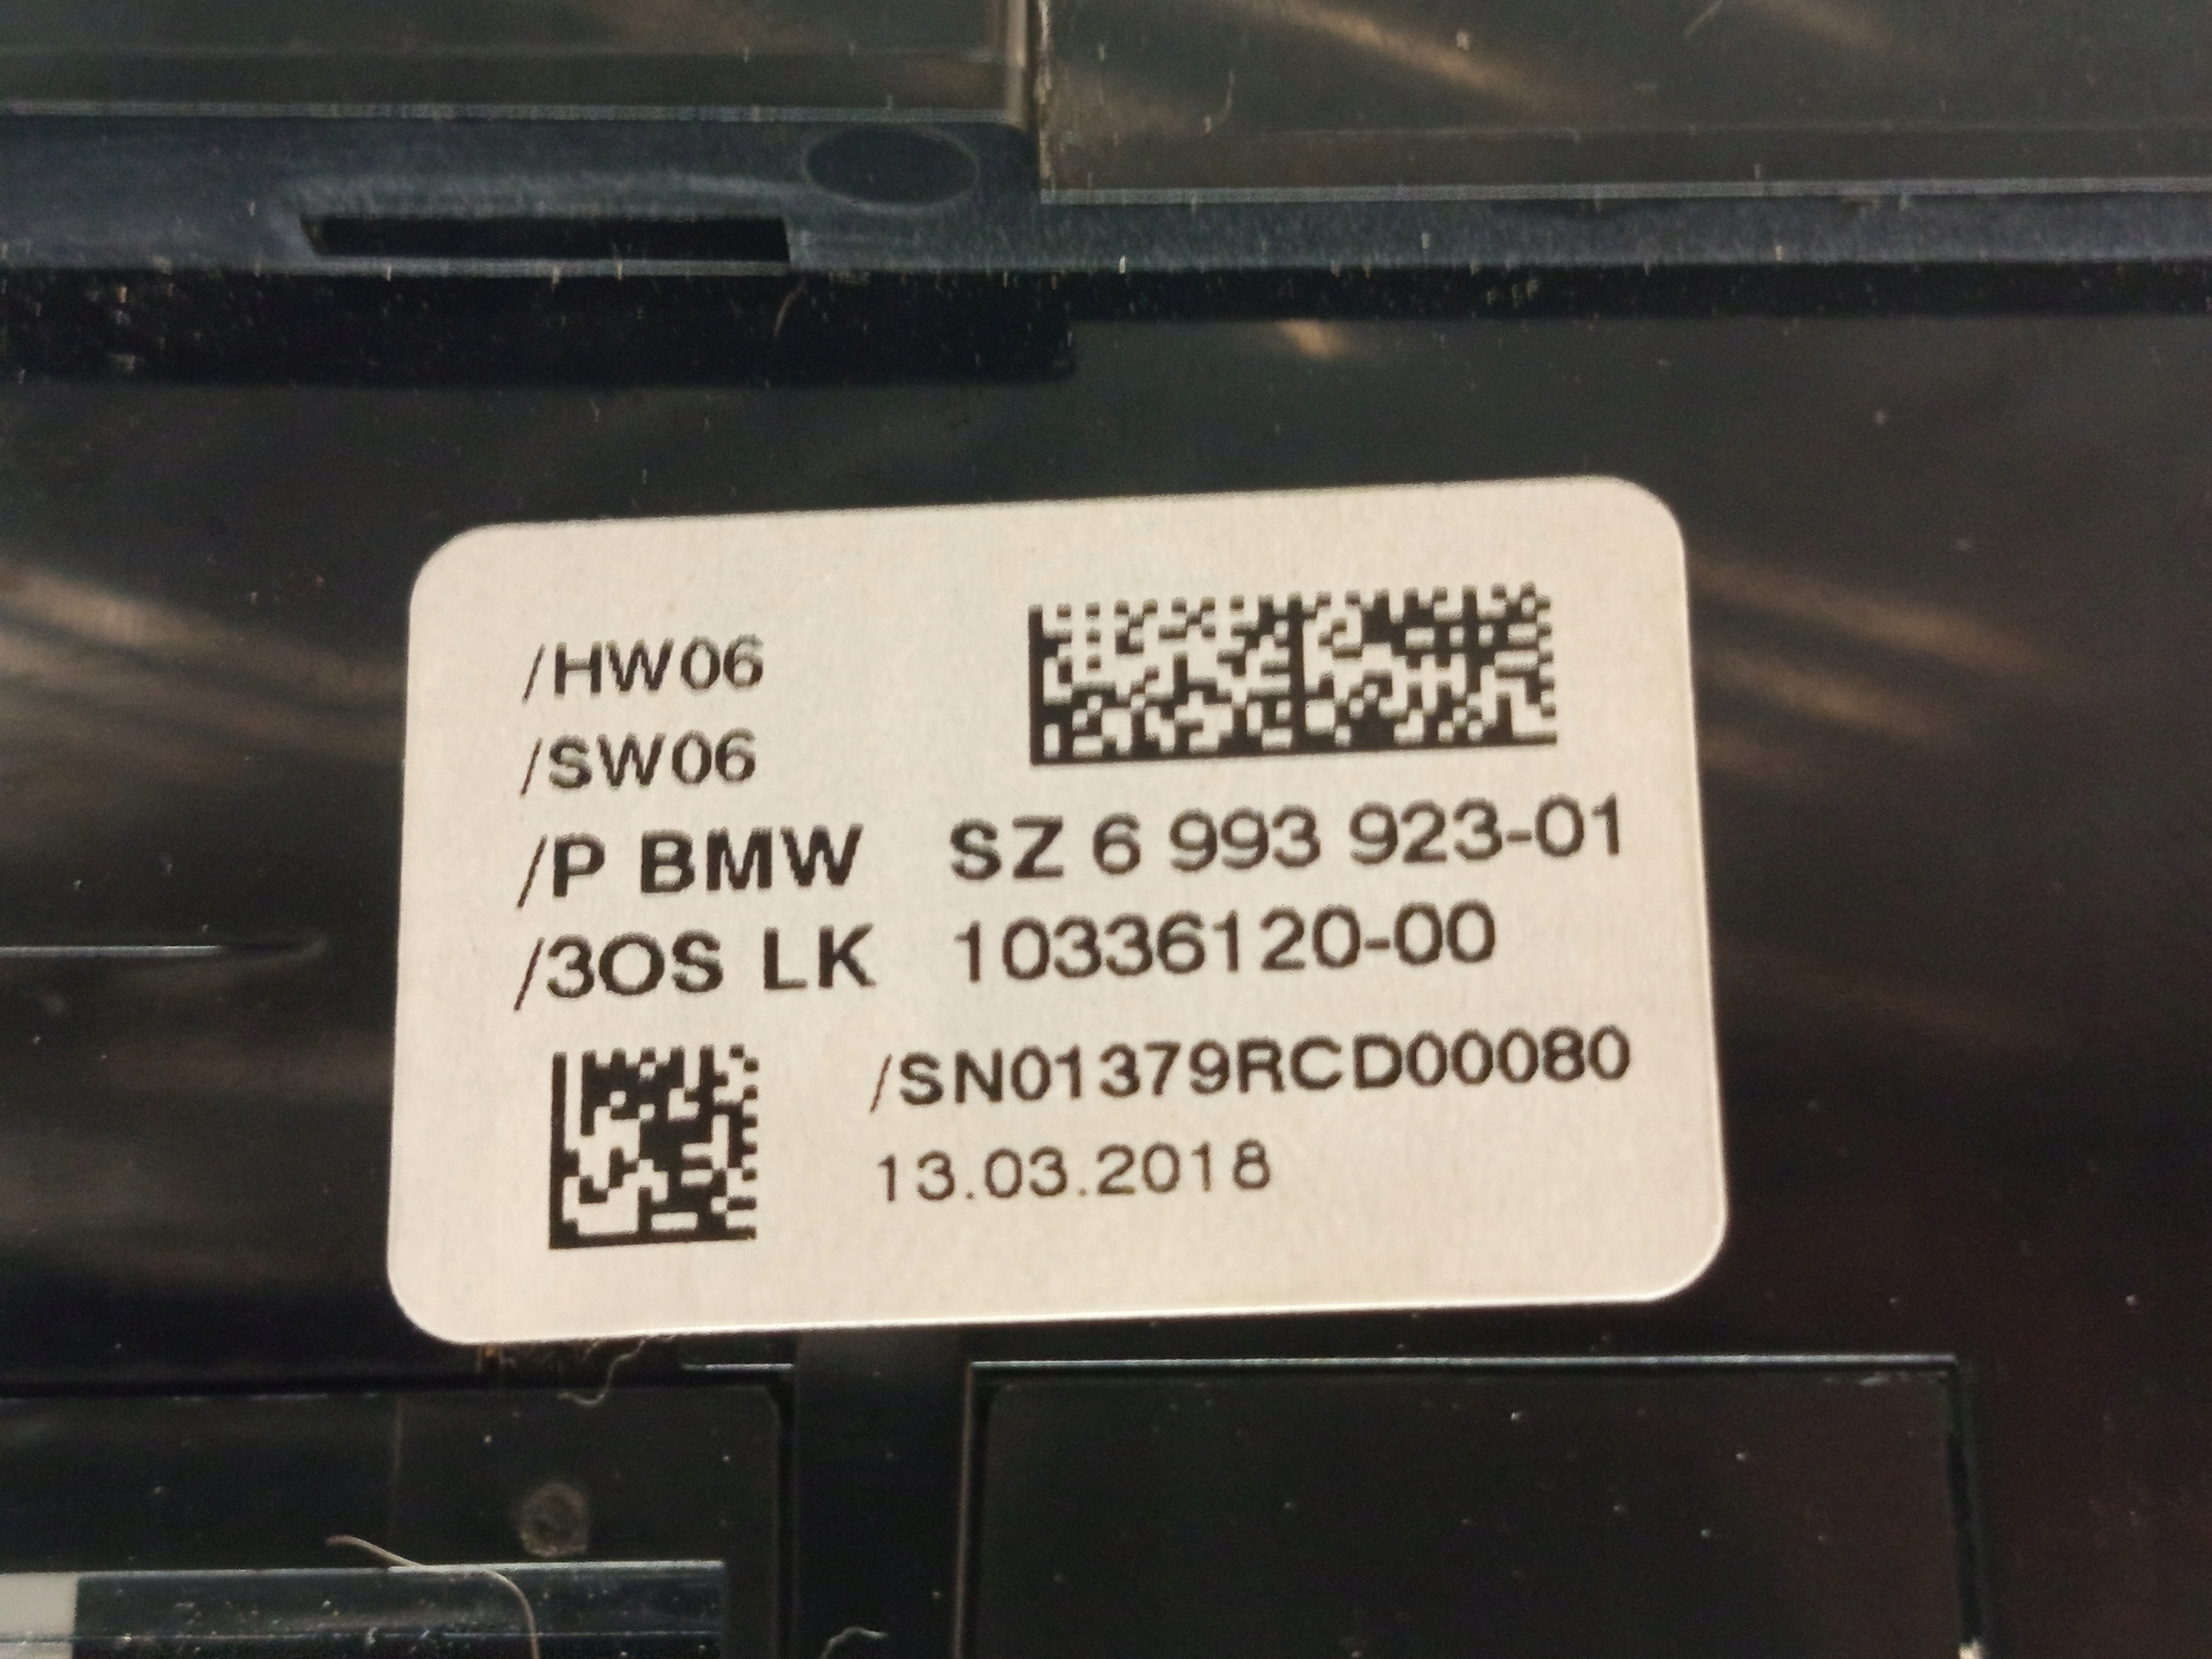 /HW06
/SW06
/P BMW SZ 6 993 923-01
/3OS LK 10336120-00
/SN01379RCD00080
13.03.2018